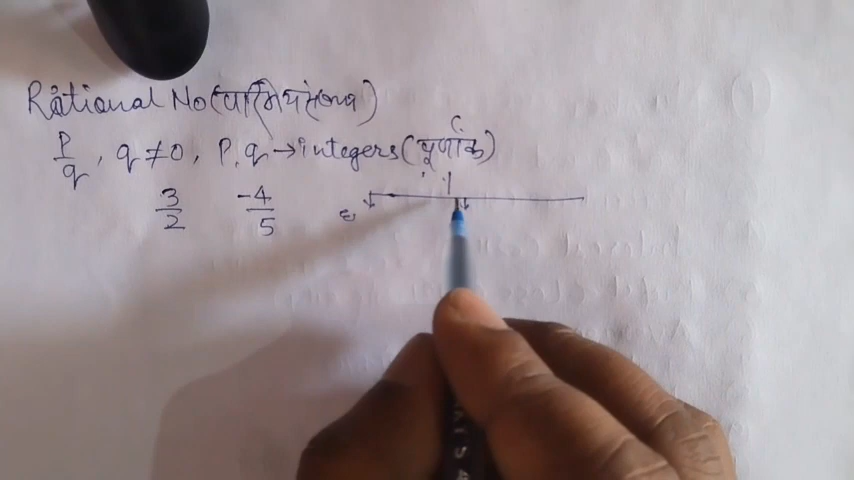 Rational No (परिमेय संख्या)
p/q, q ≠ 0, p, q → integers (पूर्णांक)
3/2 -4/5